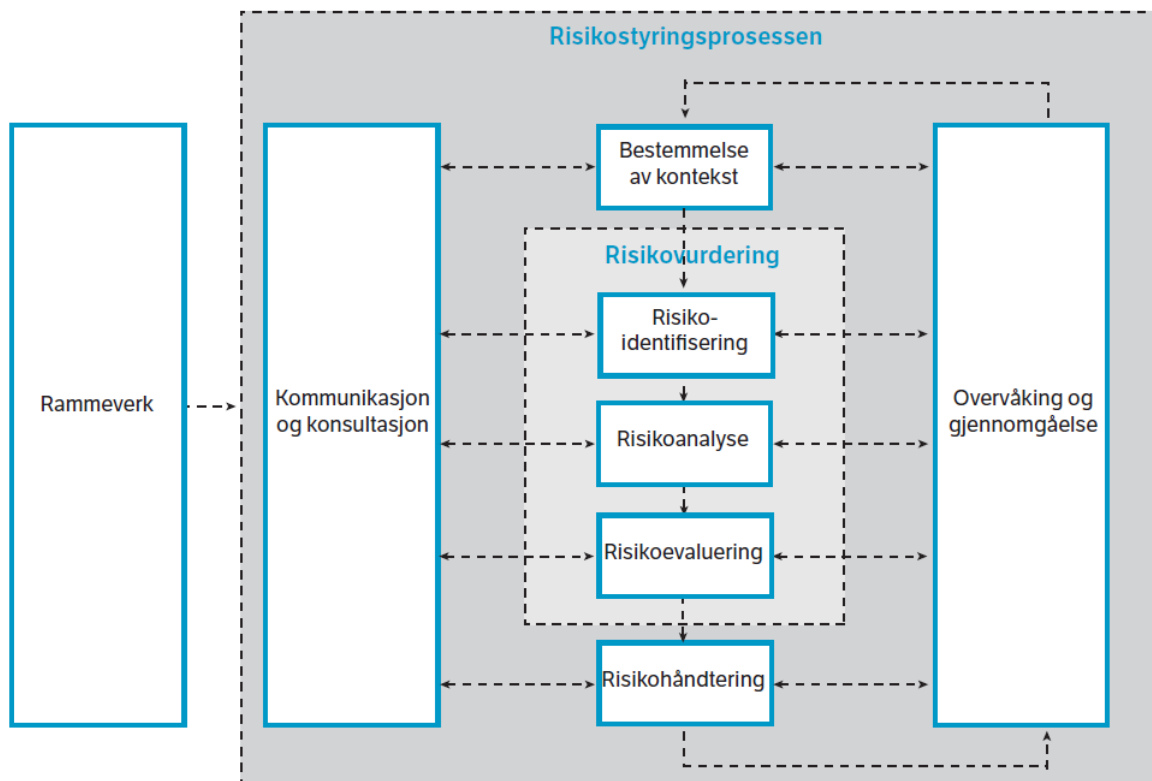 Risikostyringsprosessen
Rammeverk
Kommunikasjon
og konsultasjon
Bestemmelse
av kontekst
Risikovurdering
Risiko-
identifisering
Risikoanalyse
Risikoevaluering
Risikohåndtering
Overvåking og
gjennomgåelse